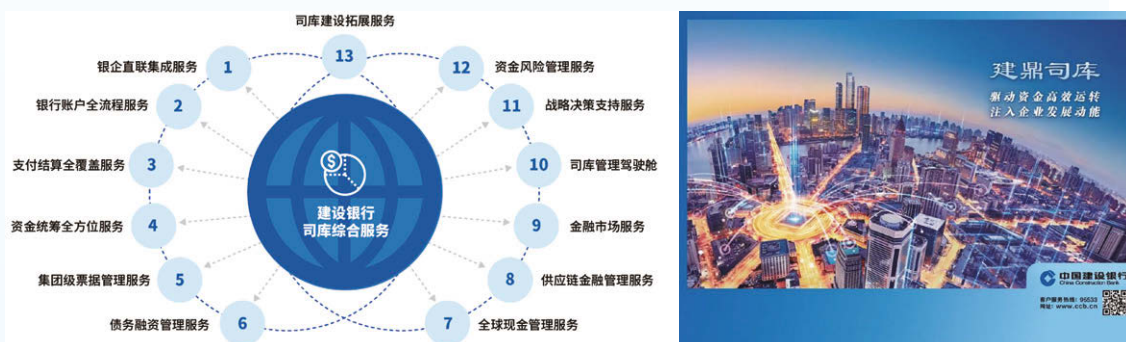 司库建设拓展服务
13
银企直联集成服务
1
12
资金风险管理服务
银行账户全流程服务
2
11
战略决策支持服务
支付结算全覆盖服务
3
10
司库管理驾驶舱
$
建设银行
司库综合服务
资金统筹全方位服务
4
9
金融市场服务
集团级票据管理服务
5
8
供应链金融管理服务
债务融资管理服务
6
7
全球现金管理服务
建鼎司库
驱动资金高效运转
注入企业发展动能
中国建设银行
China Construction Bank
客户服务热线：95533
网址：www.ccb.cn